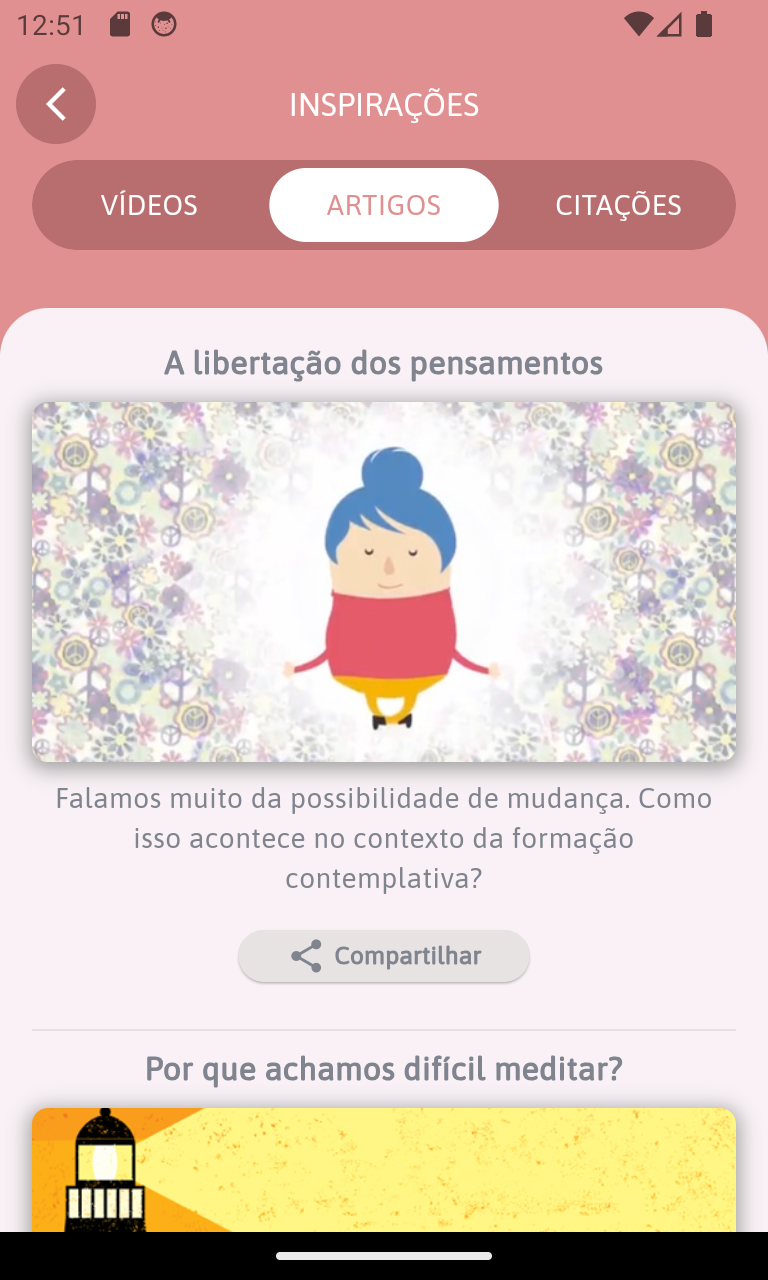 12:51
INSPIRAÇÕES
VÍDEOS
ARTIGOS
CITAÇÕES
A libertação dos pensamentos
Falamos muito da possibilidade de mudança. Como
isso acontece no contexto da formação
contemplativa?
Compartilhar
Por que achamos difícil meditar?